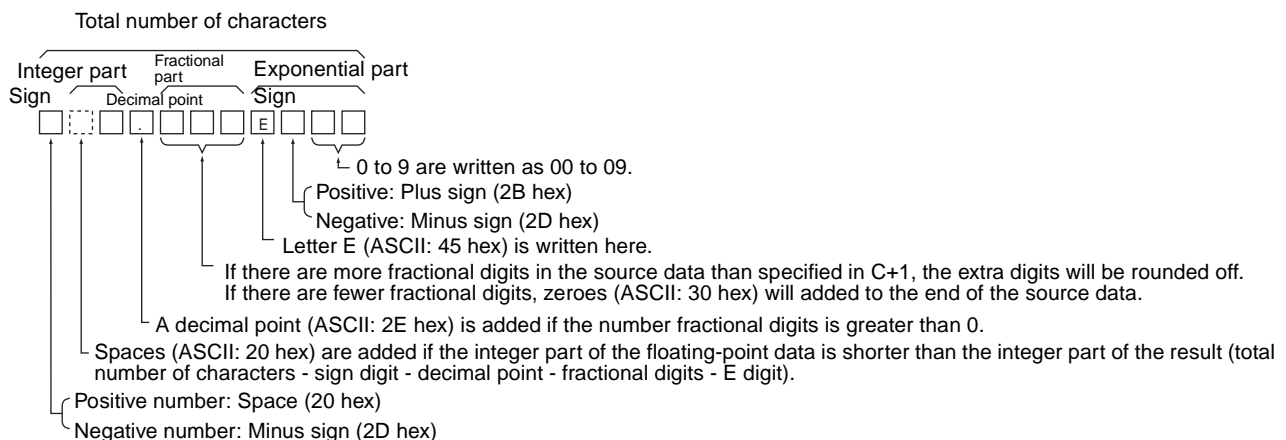 Total number of characters
Integer part Fractional part Exponential part
Sign Decimal point Sign
. E
0 to 9 are written as 00 to 09.
Positive: Plus sign (2B hex)
Negative: Minus sign (2D hex)
Letter E (ASCII: 45 hex) is written here.
If there are more fractional digits in the source data than specified in C+1, the extra digits will be rounded off.
If there are fewer fractional digits, zeroes (ASCII: 30 hex) will added to the end of the source data.
A decimal point (ASCII: 2E hex) is added if the number fractional digits is greater than 0.
Spaces (ASCII: 20 hex) are added if the integer part of the floating-point data is shorter than the integer part of the result (total
number of characters - sign digit - decimal point - fractional digits - E digit).
Positive number: Space (20 hex)
Negative number: Minus sign (2D hex)